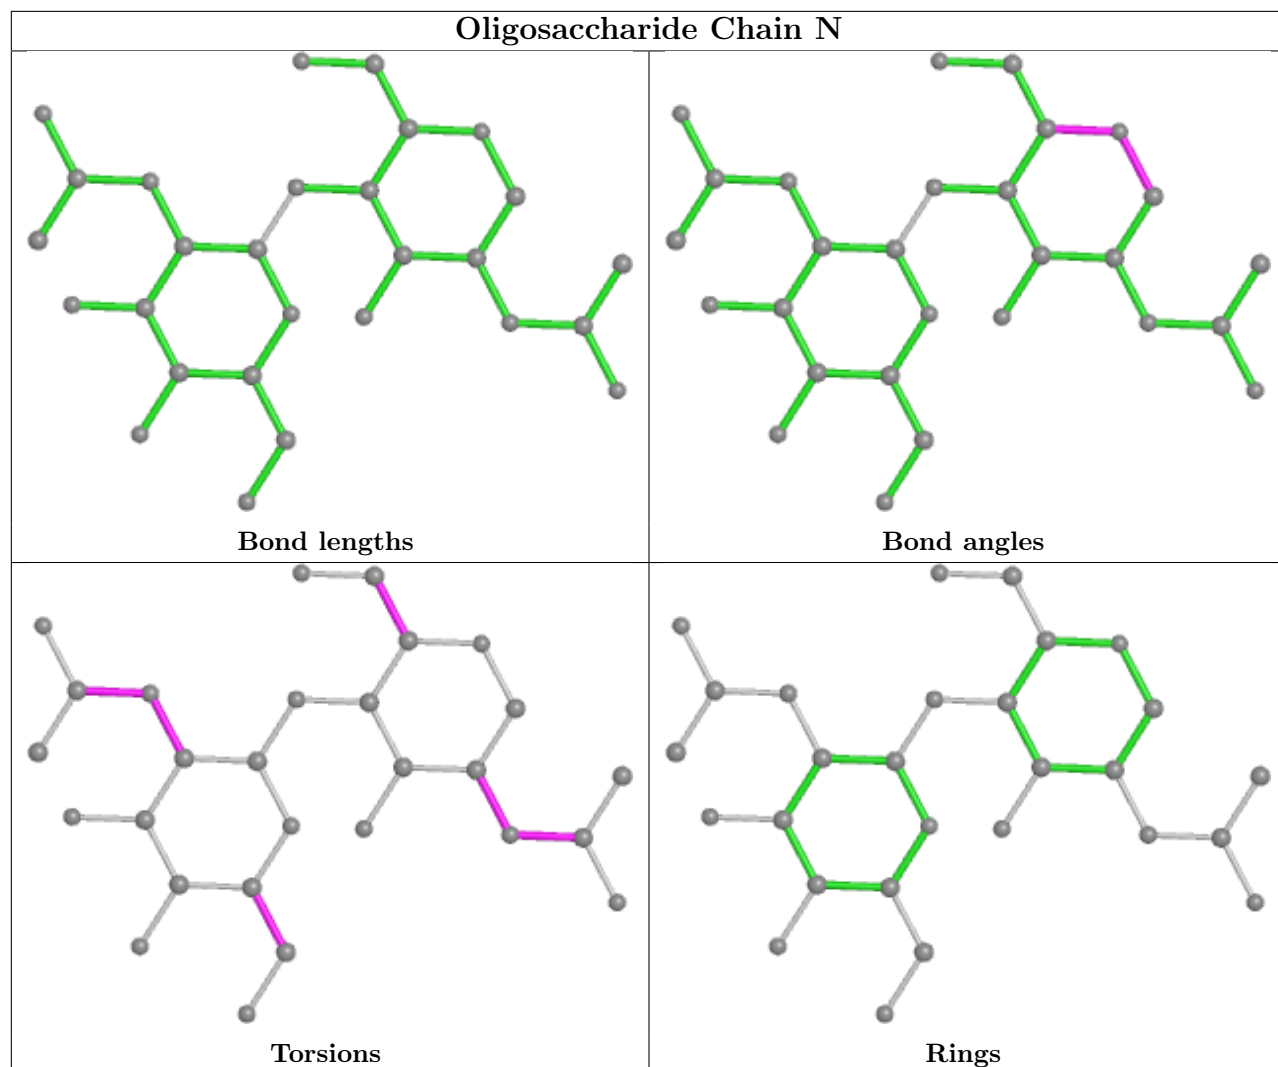 Oligosaccharide Chain N
Bond lengths
Bond angles
Torsions
Rings